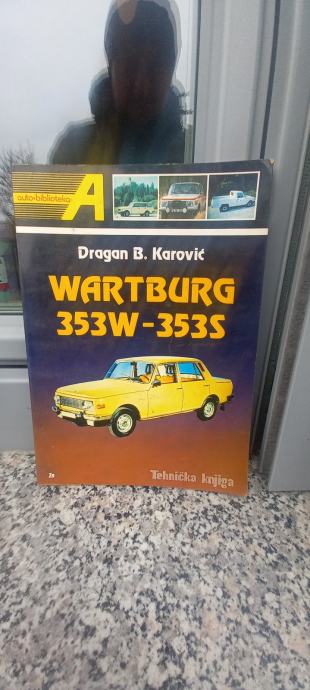 auto•biblioteka A
Dragan B. Karović
WARTBURG
353W-353S
Tehnička knjiga